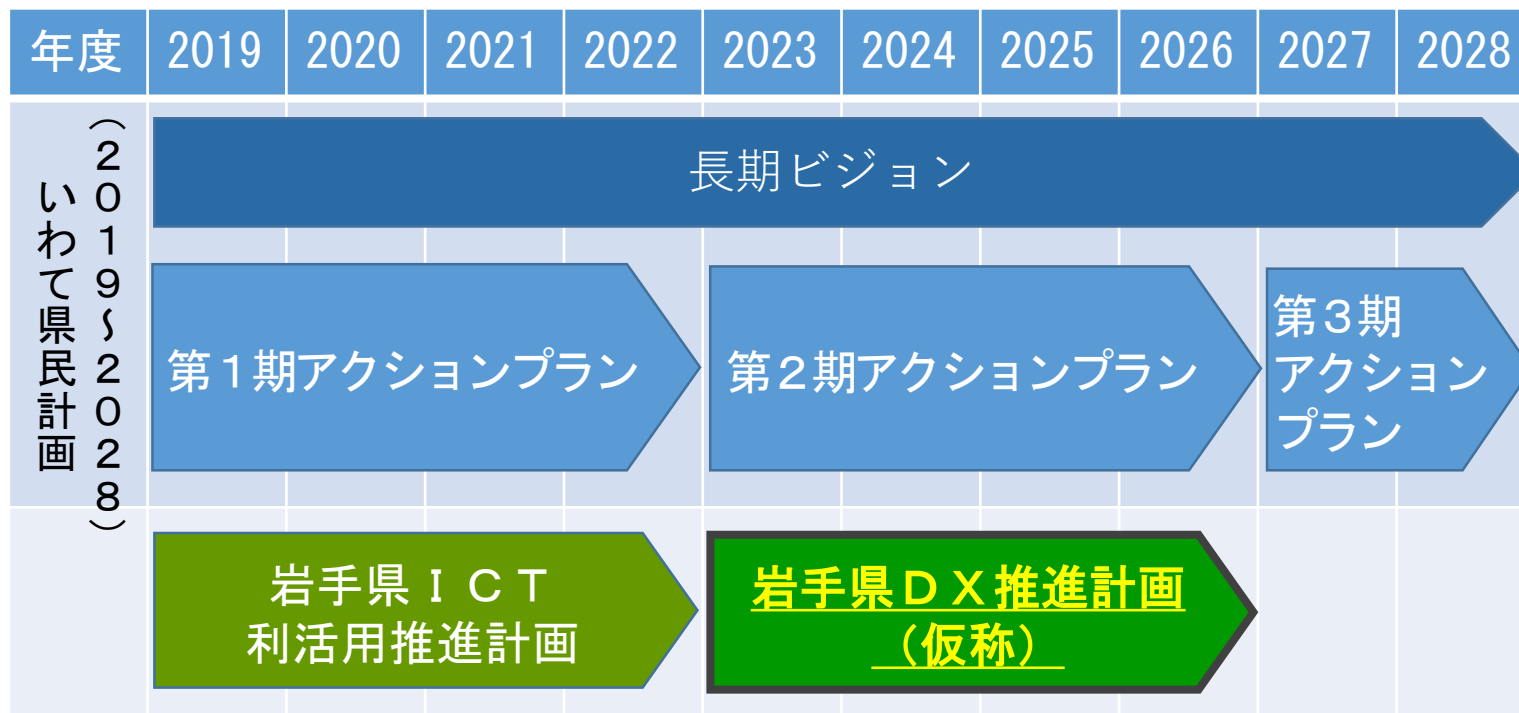 年度 2019 2020 2021 2022 2023 2024 2025 2026 2027 2028
いわて県民計画
（２０１９～２０２８）
長期ビジョン
第１期アクションプラン
第２期アクションプラン
第３期
アクション
プラン
岩手県ＩＣＴ
利活用推進計画
岩手県ＤＸ推進計画
（仮称）